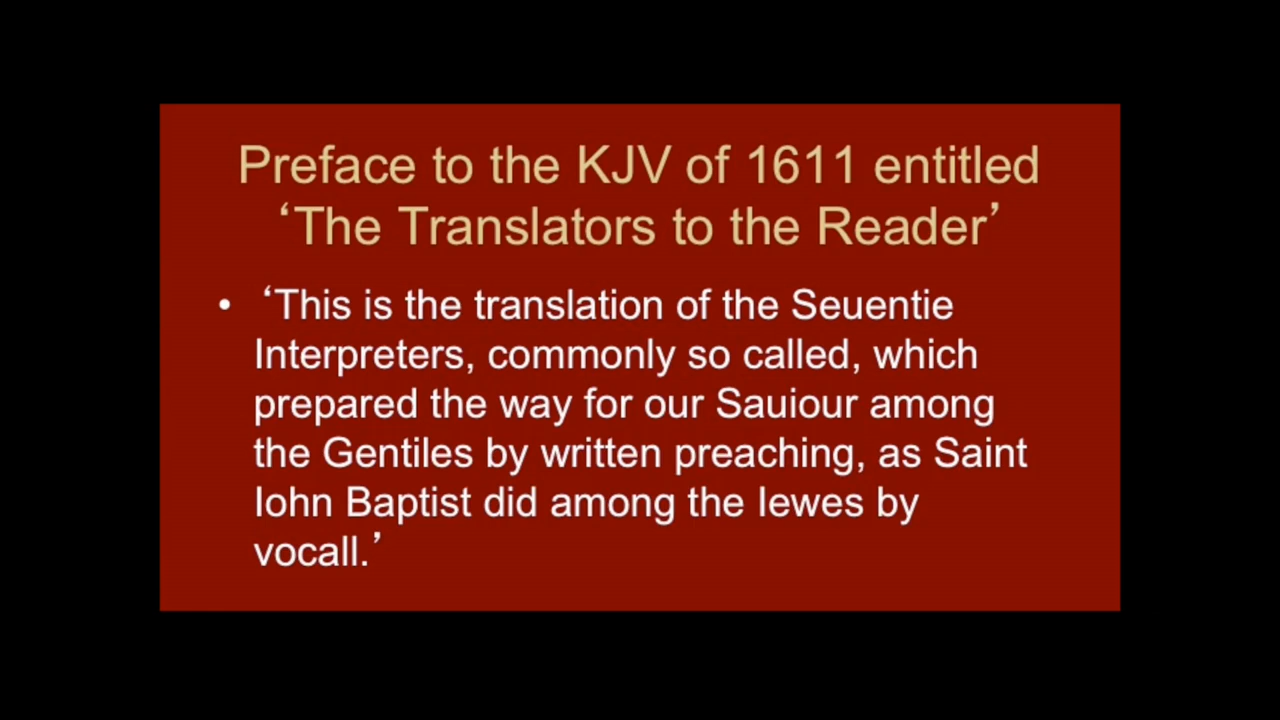 Preface to the KJV of 1611 entitled
‘The Translators to the Reader’
• ‘This is the translation of the Seuentie
Interpreters, commonly so called, which
prepared the way for our Sauiour among
the Gentiles by written preaching, as Saint
Iohn Baptist did among the Iewes by
vocall.’